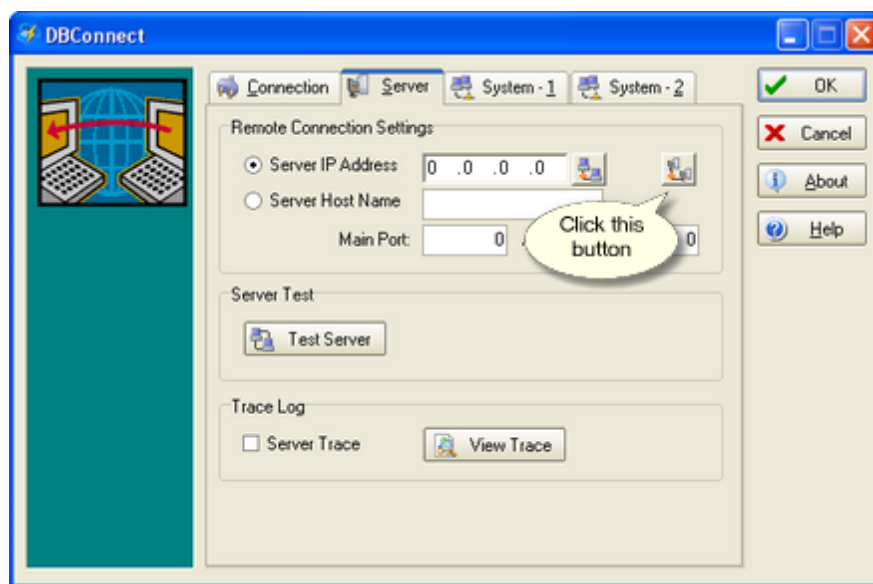 DBConnect
Connection Server System - 1 System - 2
OK
Cancel
About
Help
Remote Connection Settings
Server IP Address 0 .0 .0 .0
Server Host Name
Main Port: 0 0
Click this
button
Server Test
Test Server
Trace Log
Server Trace View Trace